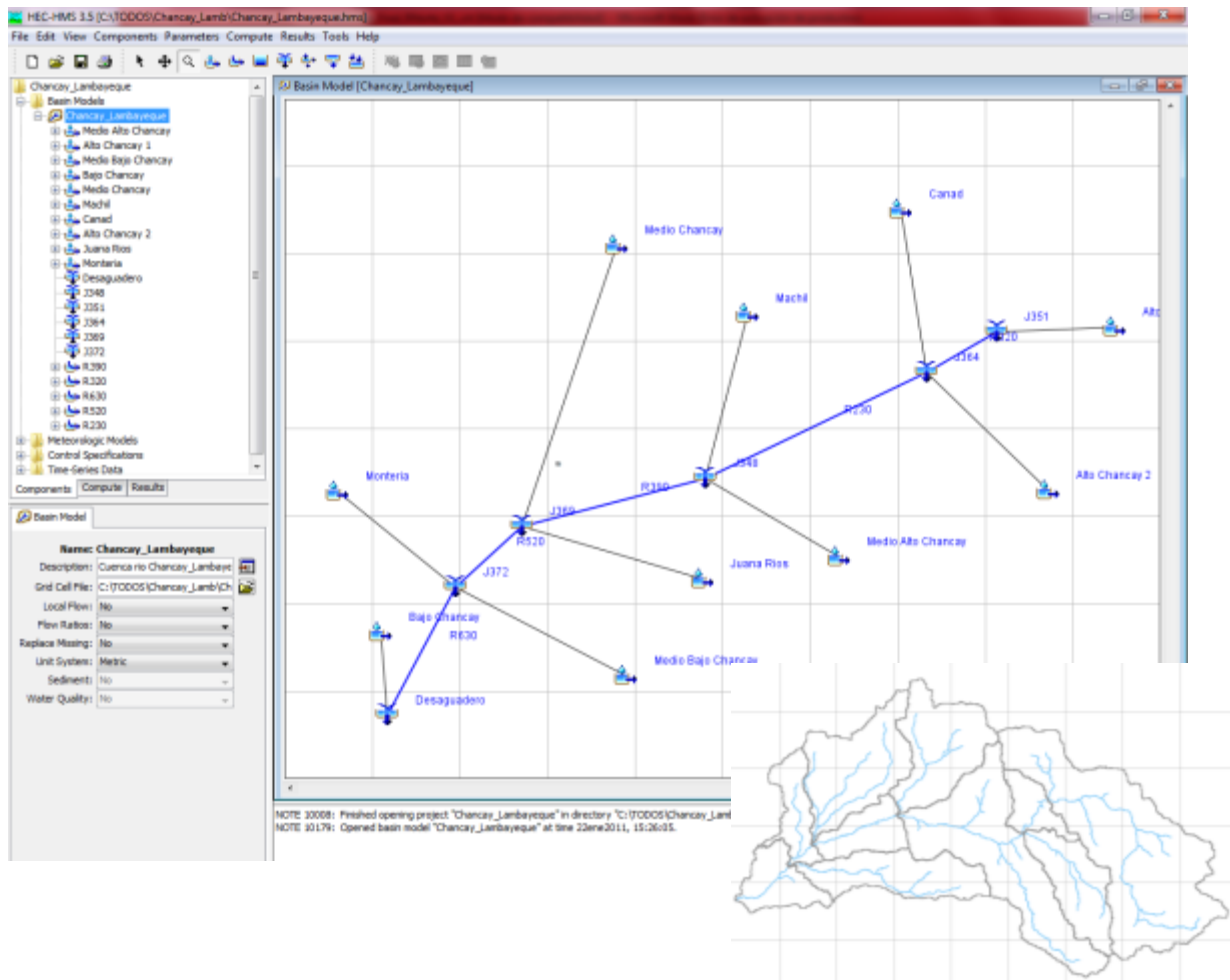 HEC-HMS 3.5 [C:\TODOS\Chancay_Lamb\Chancay_Lambayeque.hms]
File Edit View Components Parameters Compute Results Tools Help
Chancay_Lambayeque
Basin Models
Chancay_Lambayeque
Medio Alto Chancay
Alto Chancay 1
Medio Bajo Chancay
Bajo Chancay
Medio Chancay
Machil
Canad
Alto Chancay 2
Juana Rios
Monteria
Desaguadero
J348
J351
J364
J369
J372
R390
R320
R630
R520
R230
Meteorologic Models
Control Specifications
Time-Series Data
Components Compute Results
Basin Model
Name: Chancay_Lambayeque
Description: Cuenca rio Chancay_Lambaye
Grid Cell File: C:\TODOS\Chancay_Lamb\Ch
Local Flow: No
Flow Ratios: No
Replace Missing: No
Unit System: Metric
Sediment: No
Water Quality: No
Basin Model [Chancay_Lambayeque]
Canad
Medio Chancay
Machil
J351
Alto
R320
J364
R230
J348
Alto Chancay 2
Monteria
R390
J369
R520
Medio Alto Chancay
Juana Rios
J372
Bajo Chancay
R630
Medio Bajo Chancay
Desaguadero
NOTE 10008: Finished opening project "Chancay_Lambayeque" in directory "C:\TODOS\Chancay_Lam
NOTE 10179: Opened basin model "Chancay_Lambayeque" at time 22ene2011, 15:26:05.